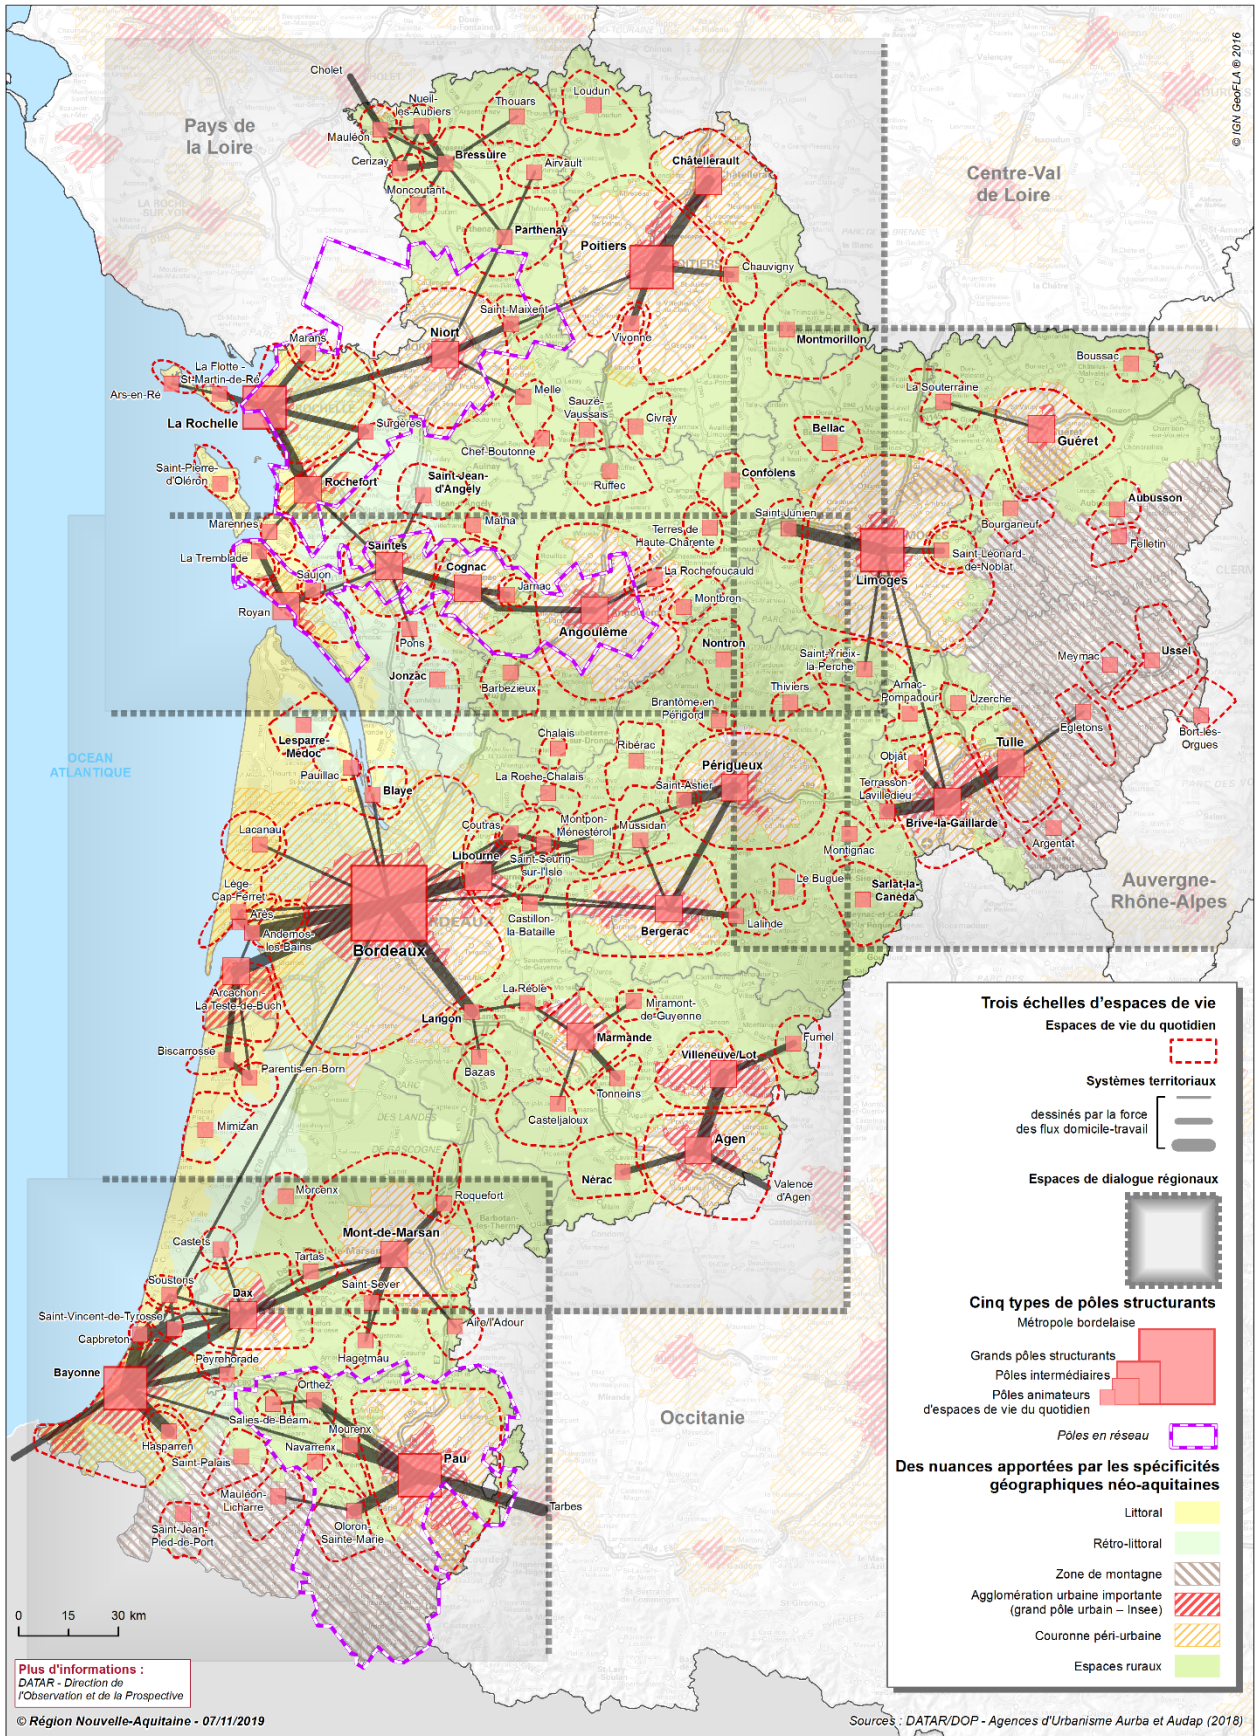 © IGN GeoFLA ® 2016
Pays de
la Loire
Centre-Val
de Loire
Auvergne-
Rhône-Alpes
Occitanie
OCEAN
ATLANTIQUE
Cholet
Nueil-
les-Aubiers
Thouars
Loudun
Mauléon
Cerizay
Bressuire
Airvault
Moncoutant
Châtellerault
Parthenay
Poitiers
Chauvigny
Saint-Maixent
Niort
Vivonne
Montmorillon
Marans
La Flotte -
St-Martin-de-Ré
Ars-en-Ré
La Rochelle
Surgères
Melle
Sauzé-
Vaussais
Civray
Chef-Boutonne
Boussac
La Souterraine
Guéret
Bellac
Saint-Pierre-
d'Oléron
Rochefort
Saint-Jean-
d'Angély
Ruffec
Confolens
Marennes
Matha
Terres de
Haute-Charente
Saint-Junien
Bourganeuf
Aubusson
Felletin
La Tremblade
Saintes
Saujon
Cognac
Jarnac
La Rochefoucauld
Limoges
Saint-Léonard
de-Noblat
Royan
Angoulême
Montbron
Pons
Nontron
Saint-Yrieix-
la-Perche
Meymac
Ussel
Jonzac
Barbezieux
Thiviers
Arnac-
Pompadour
Uzerche
Brantôme en
Périgord
Egletons
Bort-les-
Orgues
Lesparre-
Médoc
Chalais
Ribérac
Périgueux
Objat
Tulle
Pauillac
Blaye
La Roche-Chalais
Saint-Astier
Terrasson-
Lavilledieu
Brive-la-Gaillarde
Lacanau
Coutras
Montpon-
Ménestérol
Mussidan
Montignac
Argentat
Libourne
Saint-Seurin-
sur-l'Isle
Le Bugue
Sarlat-la-
Canéda
Lège-
Cap-Ferret
Arès
Andernos-
les-Bains
Bordeaux
Castillon-
la-Bataille
Bergerac
Lalinde
Arcachon -
La Teste-de-Buch
Langon
La Réole
Miramont-
de-Guyenne
Marmande
Biscarrosse
Parentis-en-Born
Bazas
Tonneins
Villeneuve/Lot
Fumel
Mimizan
Casteljaloux
Agen
Nérac
Valence
d'Agen
Morcenx
Roquefort
Castets
Mont-de-Marsan
Tartas
Soustons
Dax
Saint-Sever
Saint-Vincent-de-Tyrosse
Capbreton
Aire/l'Adour
Hagetmau
Peyrehorade
Bayonne
Orthez
Salies-de-Béarn
Mourenx
Hasparren
Navarrenx
Saint-Palais
Pau
Mauléon-
Licharre
Tarbes
Saint-Jean-
Pied-de-Port
Oloron-
Sainte-Marie
Trois échelles d'espaces de vie
Espaces de vie du quotidien
Systèmes territoriaux
dessinés par la force
des flux domicile-travail
Espaces de dialogue régionaux
Cinq types de pôles structurants
Métropole bordelaise
Grands pôles structurants
Pôles intermédiaires
Pôles animateurs
d'espaces de vie du quotidien
Pôles en réseau
Des nuances apportées par les spécificités
géographiques néo-aquitaines
Littoral
Rétro-littoral
Zone de montagne
Agglomération urbaine importante
(grand pôle urbain – Insee)
Couronne péri-urbaine
Espaces ruraux
0 15 30 km
Plus d'informations :
DATAR - Direction de
l'Observation et de la Prospective
© Région Nouvelle-Aquitaine - 07/11/2019
Sources : DATAR/DOP - Agences d'Urbanisme Aurba et Audap (2018)